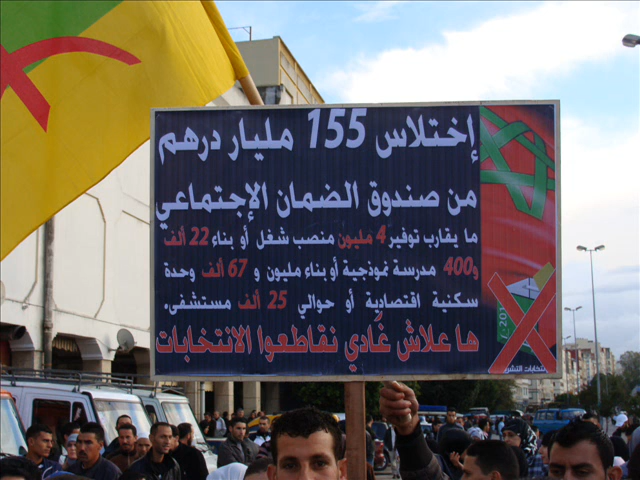 إختلاس 155 مليار درهم
من صندوق الضمان الإجتماعي
ما يقارب توفير 4 مليون منصب شغل أو بناء 22 ألف
و400 مدرسة نموذجية أو بناء مليون و 67 ألف وحدة
سكنية اقتصادية أو حوالي 25 ألف مستشفى.
ها علاش غادي نقاطعوا الانتخابات